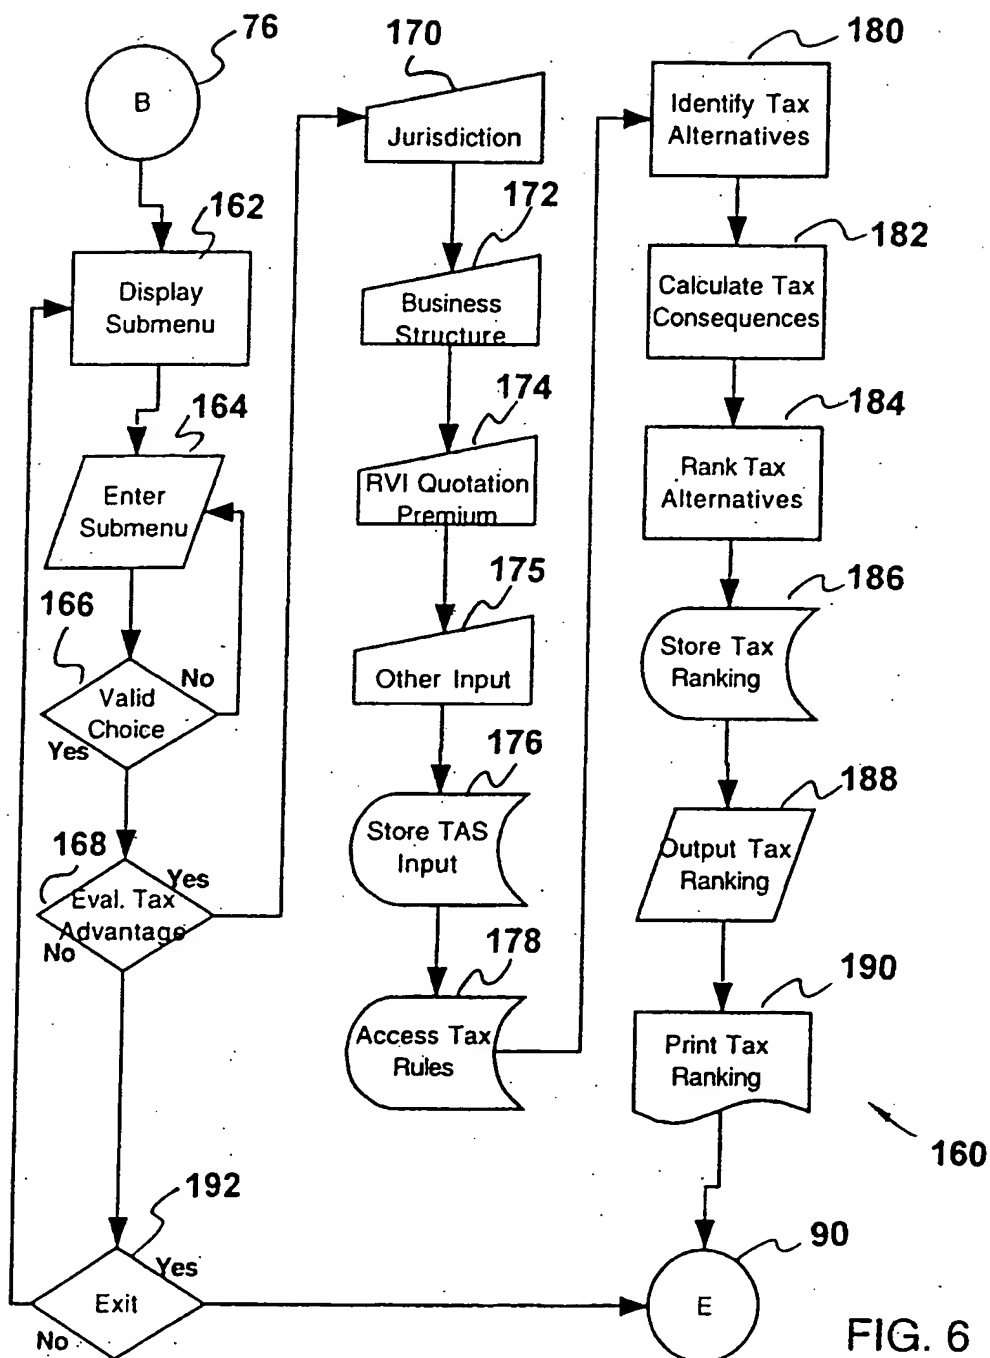 76
B
162
Display
Submenu
164
Enter
Submenu
166
No
Valid
Choice
Yes
168
Yes
Eval. Tax
Advantage
No
192
Yes
Exit
No
170
Jurisdiction
172
Business
Structure
174
RVI Quotation
Premium
175
Other Input
176
Store TAS
Input
178
Access Tax
Rules
180
Identify Tax
Alternatives
182
Calculate Tax
Consequences
184
Rank Tax
Alternatives
186
Store Tax
Ranking
188
Output Tax
Ranking
190
Print Tax
Ranking
160
90
E
FIG. 6